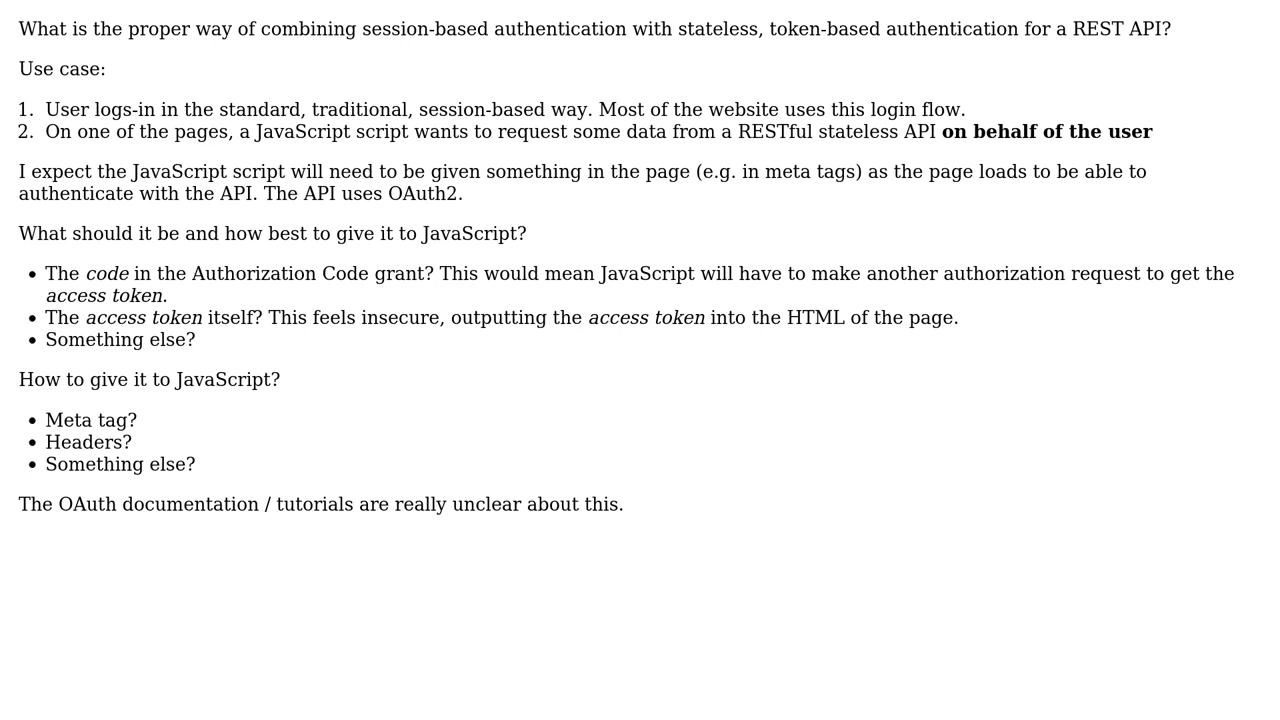 What is the proper way of combining session-based authentication with stateless, token-based authentication for a REST API?
Use case:
1. User logs-in in the standard, traditional, session-based way. Most of the website uses this login flow.
2. On one of the pages, a JavaScript script wants to request some data from a RESTful stateless API on behalf of the user
I expect the JavaScript script will need to be given something in the page (e.g. in meta tags) as the page loads to be able to
authenticate with the API. The API uses OAuth2.
What should it be and how best to give it to JavaScript?
• The code in the Authorization Code grant? This would mean JavaScript will have to make another authorization request to get the
access token.
• The access token itself? This feels insecure, outputting the access token into the HTML of the page.
• Something else?
How to give it to JavaScript?
• Meta tag?
• Headers?
• Something else?
The OAuth documentation / tutorials are really unclear about this.